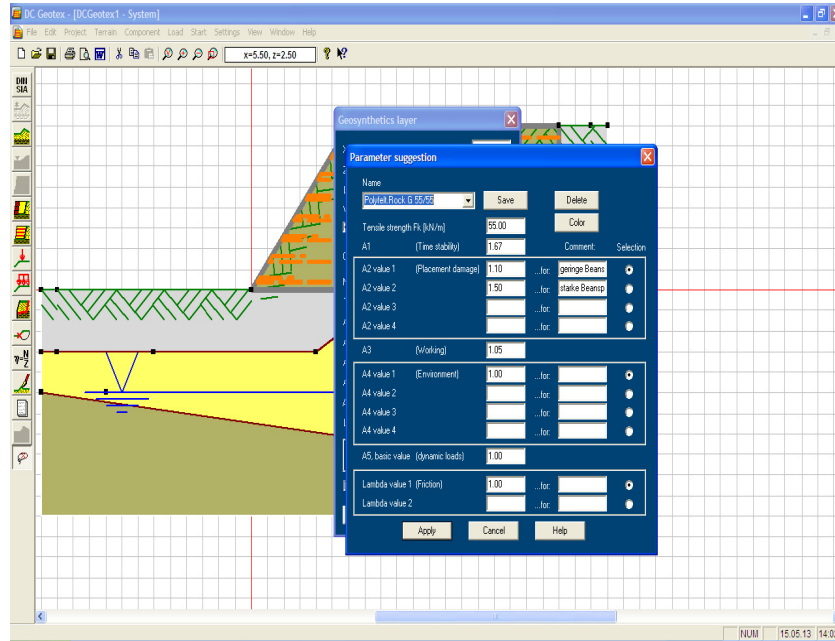 DC Geotex - [DCGeotex1 - System]
File Edit Project Terrain Component Load Start Settings View Window Help
x=5.50, z=2.50
DIN
SIA
Geosynthetics layer
Parameter suggestion
Name
Polyfelt.Rock G 55/55 Save Delete
Color
Tensile strength Fk [kN/m] 55.00
A1 (Time stability) 1.67 Comment: Selection
A2 value 1 (Placement damage) 1.10 ...for: geringe Beans
A2 value 2 1.50 ...for: starke Beansp
A2 value 3 ...for:
A2 value 4 ...for:
A3 (Working) 1.05
A4 value 1 (Environment) 1.00 ...for:
A4 value 2 ...for:
A4 value 3 ...for:
A4 value 4 ...for:
A5, basic value (dynamic loads) 1.00
Lambda value 1 (Friction) 1.00 ...for:
Lambda value 2 ...for:
Apply Cancel Help
NUM 15.05.13